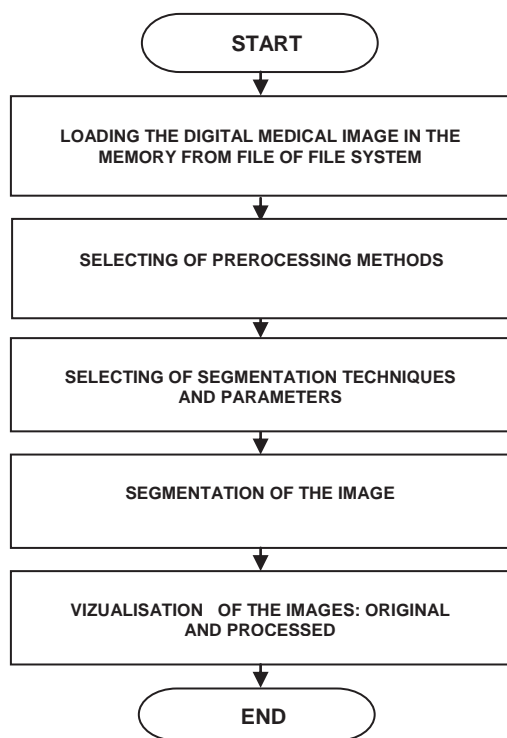 START
LOADING THE DIGITAL MEDICAL IMAGE IN THE
MEMORY FROM FILE OF FILE SYSTEM
SELECTING OF PREROCESSING METHODS
SELECTING OF SEGMENTATION TECHNIQUES
AND PARAMETERS
SEGMENTATION OF THE IMAGE
VIZUALISATION OF THE IMAGES: ORIGINAL
AND PROCESSED
END